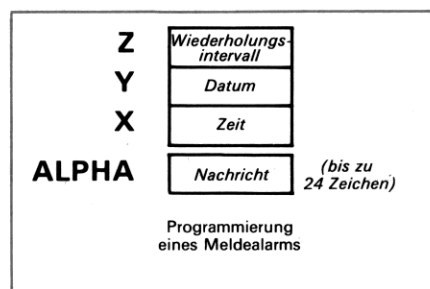 Z Wiederholungs-
intervall
Y Datum
X Zeit
ALPHA Nachricht (bis zu
24 Zeichen)
Programmierung
eines Meldealarms